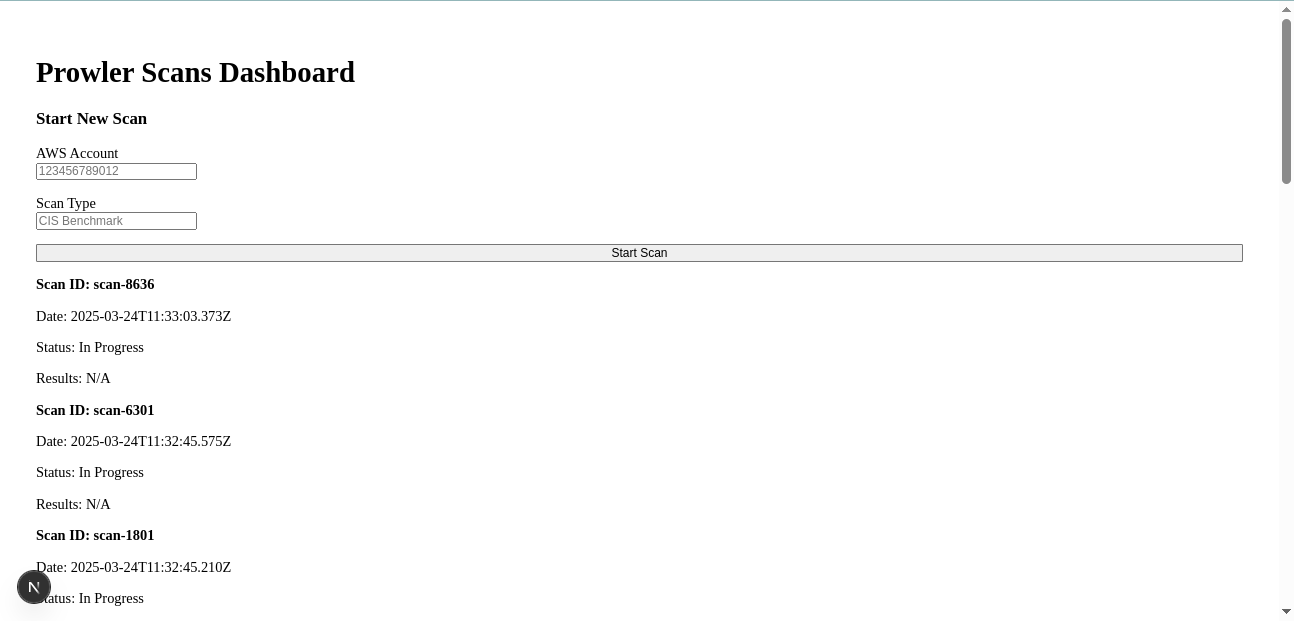 Prowler Scans Dashboard
Start New Scan
AWS Account
123456789012
Scan Type
CIS Benchmark
Start Scan
Scan ID: scan-8636
Date: 2025-03-24T11:33:03.373Z
Status: In Progress
Results: N/A
Scan ID: scan-6301
Date: 2025-03-24T11:32:45.575Z
Status: In Progress
Results: N/A
Scan ID: scan-1801
Date: 2025-03-24T11:32:45.210Z
N
Status: In Progress